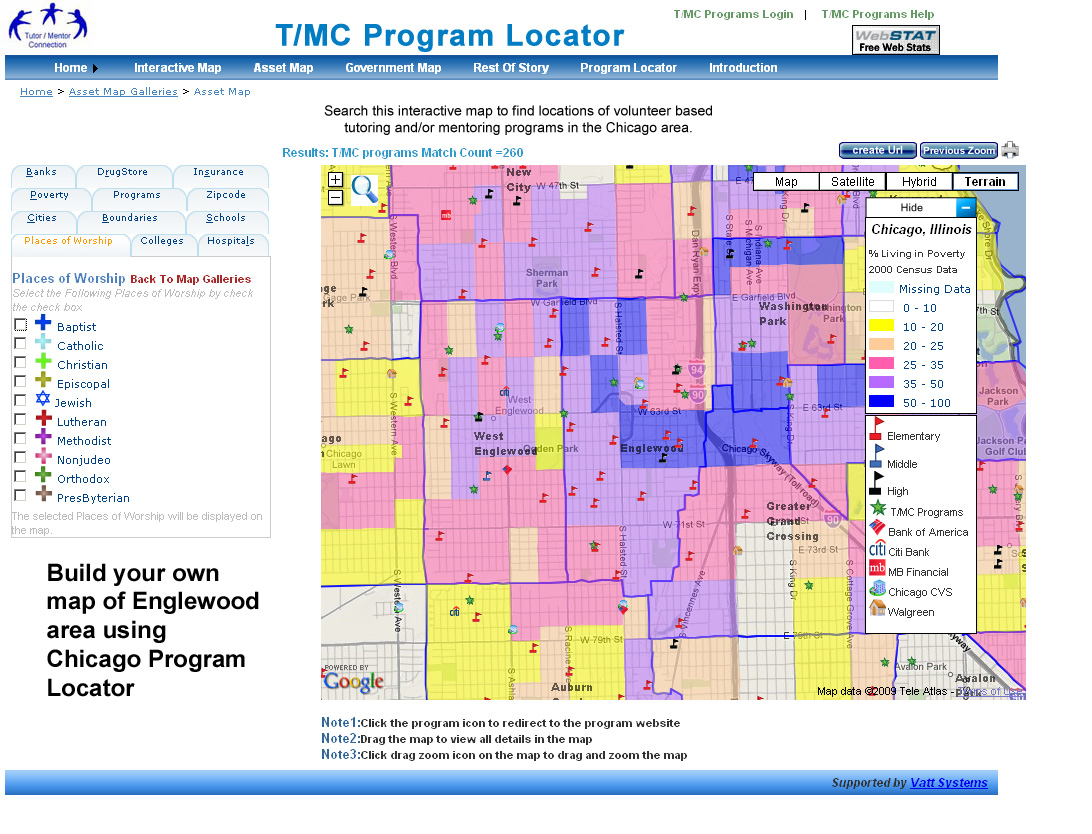 T/MC Programs Login | T/MC Programs Help
Tutor / Mentor
Connection
T/MC Program Locator
WebSTAT
Free Web Stats
Home Interactive Map Asset Map Government Map Rest Of Story Program Locator Introduction
Home > Asset Map Galleries > Asset Map
Search this interactive map to find locations of volunteer based
tutoring and/or mentoring programs in the Chicago area.
Results: T/MC programs Match Count =260
create Url Previous Zoom
Banks DrugStore Insurance
Poverty Programs Zipcode
Cities Boundaries Schools
Places of Worship Colleges Hospitals
Places of Worship Back To Map Galleries
Select the Following Places of Worship by check
the check box
Baptist
Catholic
Christian
Episcopal
Jewish
Lutheran
Methodist
Nonjudeo
Orthodox
PresByterian
The selected Places of Worship will be displayed on
the map.
Build your own
map of Englewood
area using
Chicago Program
Locator
Map Satellite Hybrid Terrain
Hide
Chicago, Illinois
% Living in Poverty
2000 Census Data
Missing Data
0 - 10
10 - 20
20 - 25
25 - 35
35 - 50
50 - 100
Elementary
Middle
High
T/MC Programs
Bank of America
citi Citi Bank
mb MB Financial
Chicago CVS
Walgreen
New
City
W 47th St
S Western Blvd
Sherman
Park
Gage Park
W Garfield Blvd
E Garfield Blvd
Washington
Park
S Halsted St
Dan Ryan Expy
94
90
West
Englewood
West
Englewood
W 63rd St
E 63rd St
Englewood
Ogden Park
Chicago
Lawn
S Western Ave
Chicago Skyway (Toll road)
Jackson
Park
Jackson Pa
Golf Club
W 71st St
Greater
Grand
Crossing
90
E 73rd St
S Halsted St
S Vincennes Ave
S King Dr
S Cottage Grove Ave
W 79th St
E 79th St
S Racine
S Ashla
Auburn
Avalon Park
Avalon
POWERED BY
Google
Map data ©2009 Tele Atlas -
Note1:Click the program icon to redirect to the program website
Note2:Drag the map to view all details in the map
Note3:Click drag zoom icon on the map to drag and zoom the map
Supported by Vatt Systems